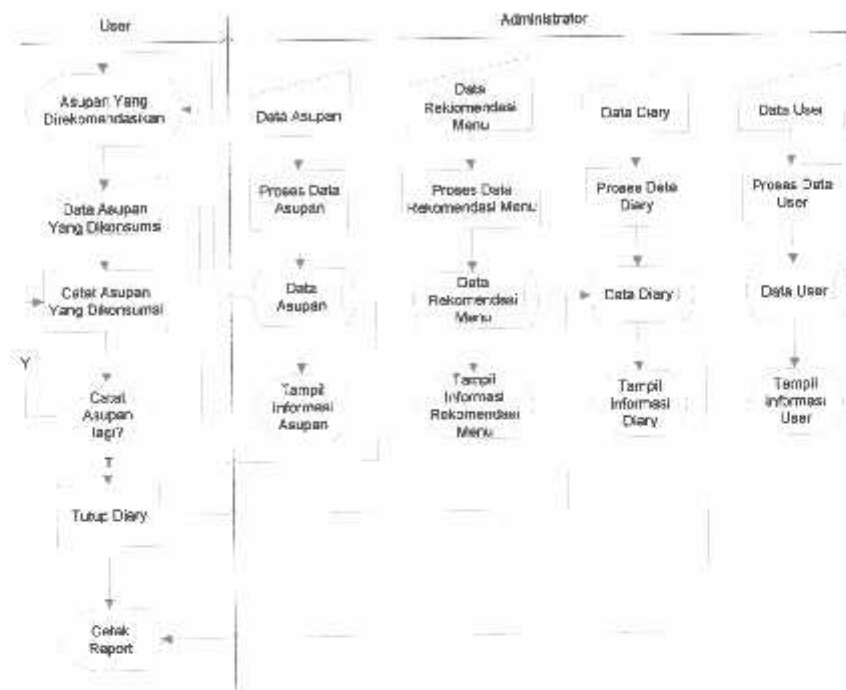 User
Administrator
Asupan Yang
Direkomendasikan
Data Asupan
Yang Dikonsumsi
Catat Asupan
Yang Dikonsumsi
Y
Catat
Asupan
lagi?
T
Tutup Diary
Cetak
Report
Data Asupan
Proses Data
Asupan
Data
Asupan
Tampil
Informasi
Asupan
Data
Rekomendasi
Menu
Proses Data
Rekomendasi Menu
Data
Rekomendasi
Menu
Tampil
Informasi
Rekomendasi
Menu
Data Diary
Proses Data
Diary
Data Diary
Tampil
Informasi
Diary
Data User
Proses Data
User
Data User
Tampil
Informasi
User